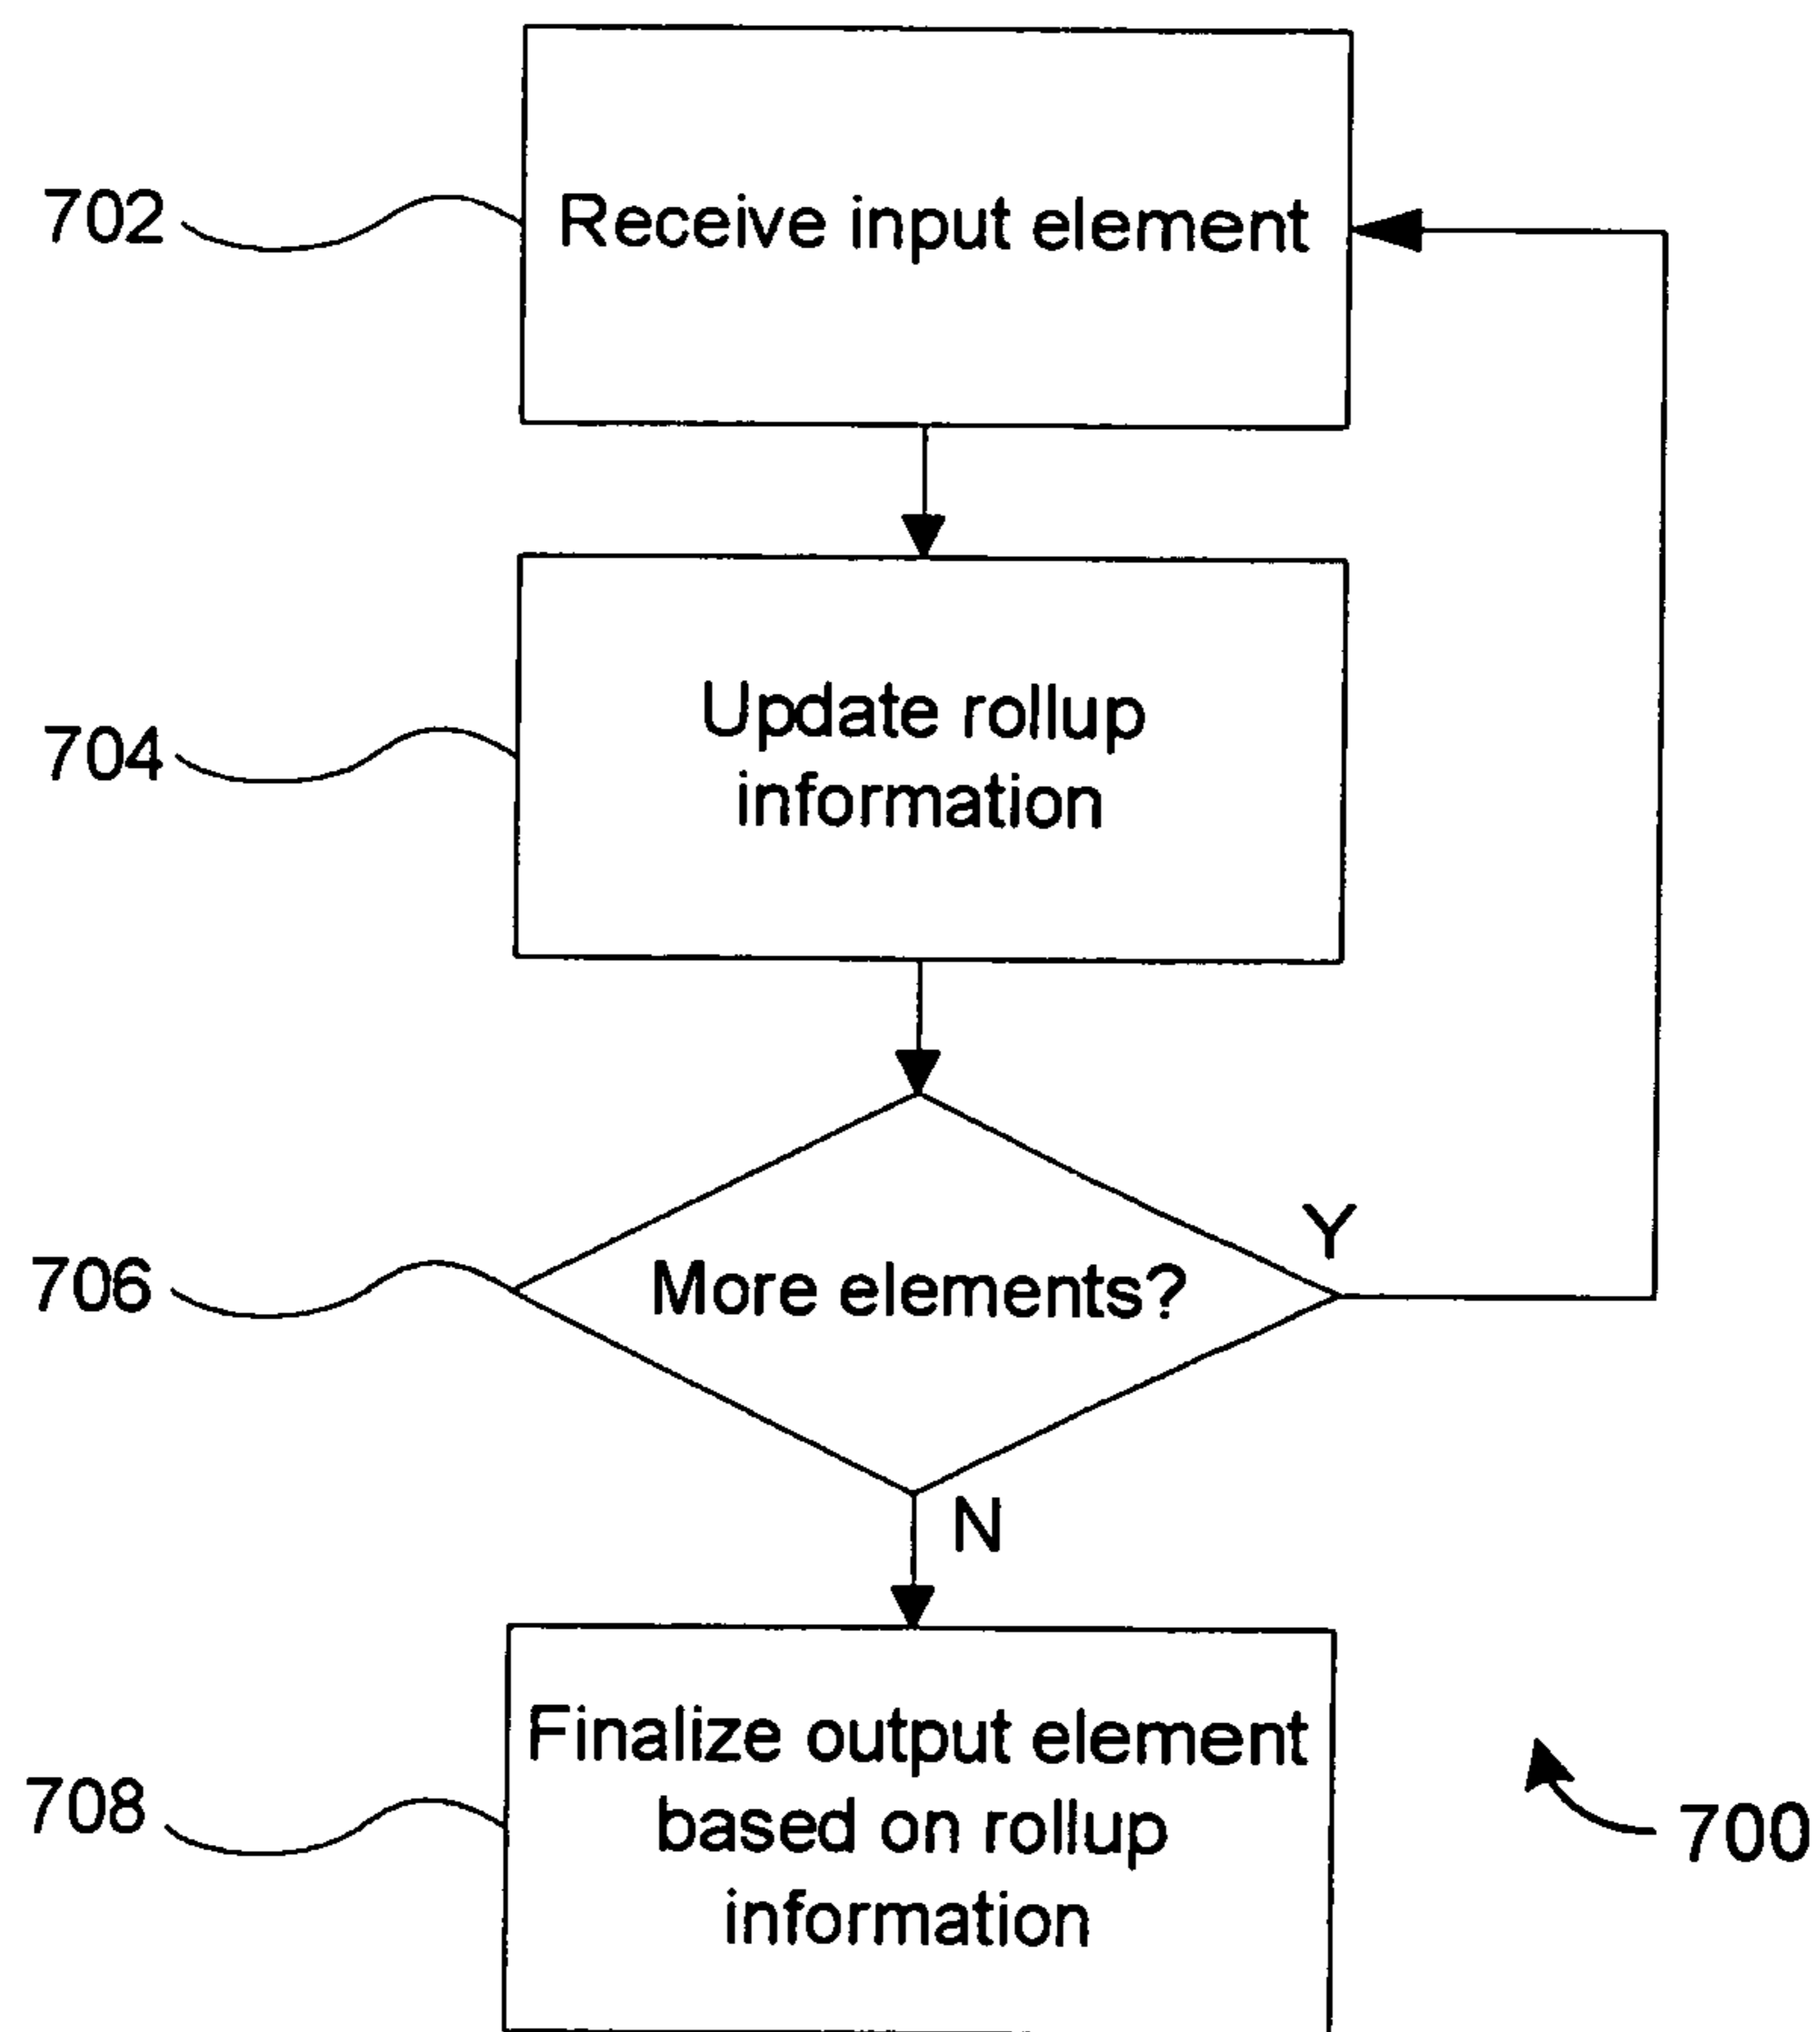 702
Receive input element
704
Update rollup
information
706
More elements?
Y
N
708
Finalize output element
based on rollup
information
700